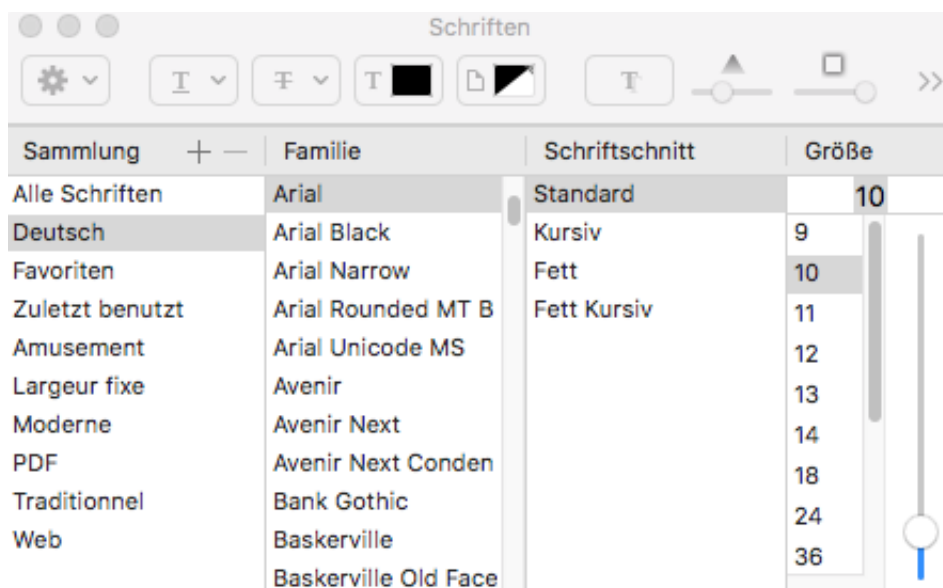 Schriften
T T T T
Sammlung + − Familie Schriftschnitt Größe
Alle Schriften Arial Standard 10
Deutsch Arial Black Kursiv 9
Favoriten Arial Narrow Fett 10
Zuletzt benutzt Arial Rounded MT B Fett Kursiv 11
Amusement Arial Unicode MS 12
Largeur fixe Avenir 13
Moderne Avenir Next 14
PDF Avenir Next Conden 18
Traditionnel Bank Gothic 24
Web Baskerville 36
Baskerville Old Face